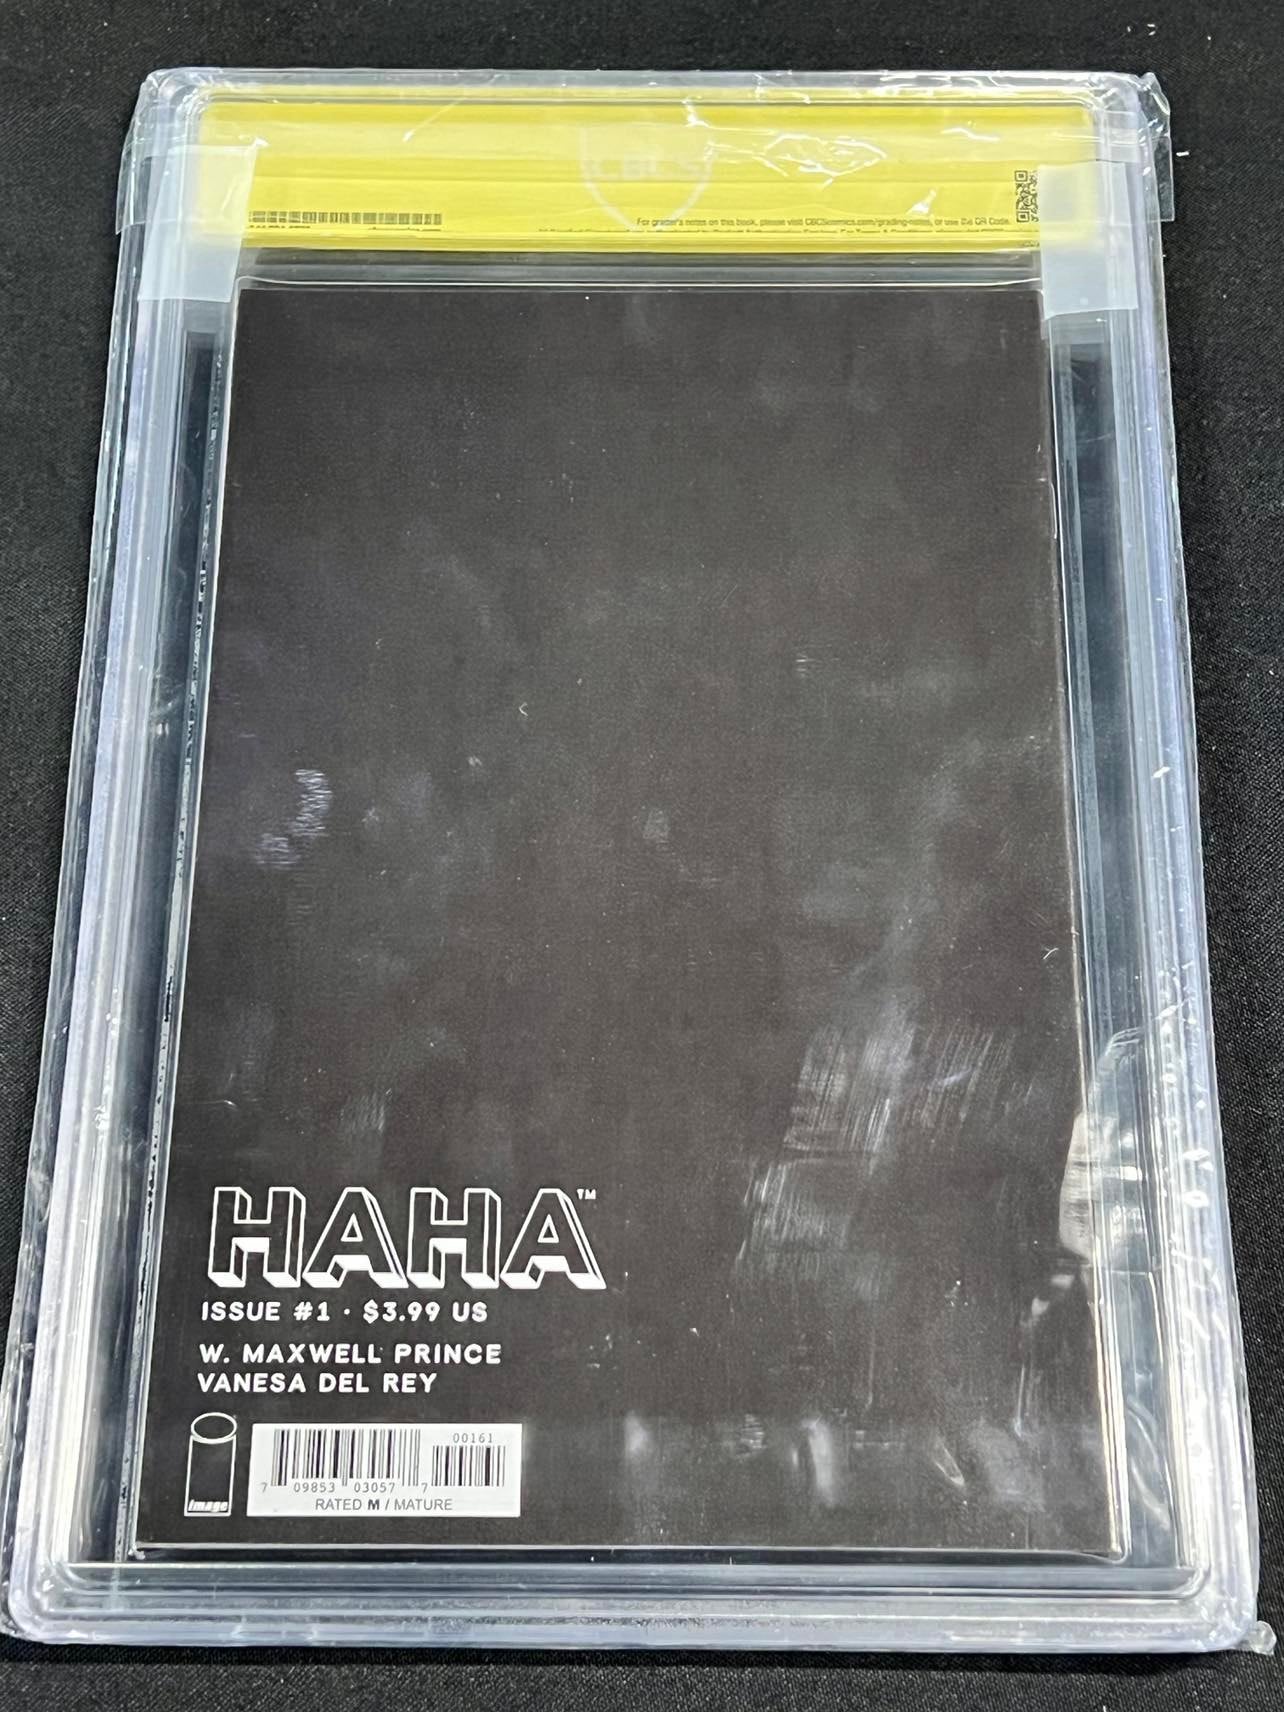 CBCS
For grader's notes on this book, please visit CBCScomics.com/grading-notes, or use the QR Code.
HAHA™
ISSUE #1 • $3.99 US
W. MAXWELL PRINCE
VANESA DEL REY
image
00161
7 09853 03057 7
RATED M / MATURE